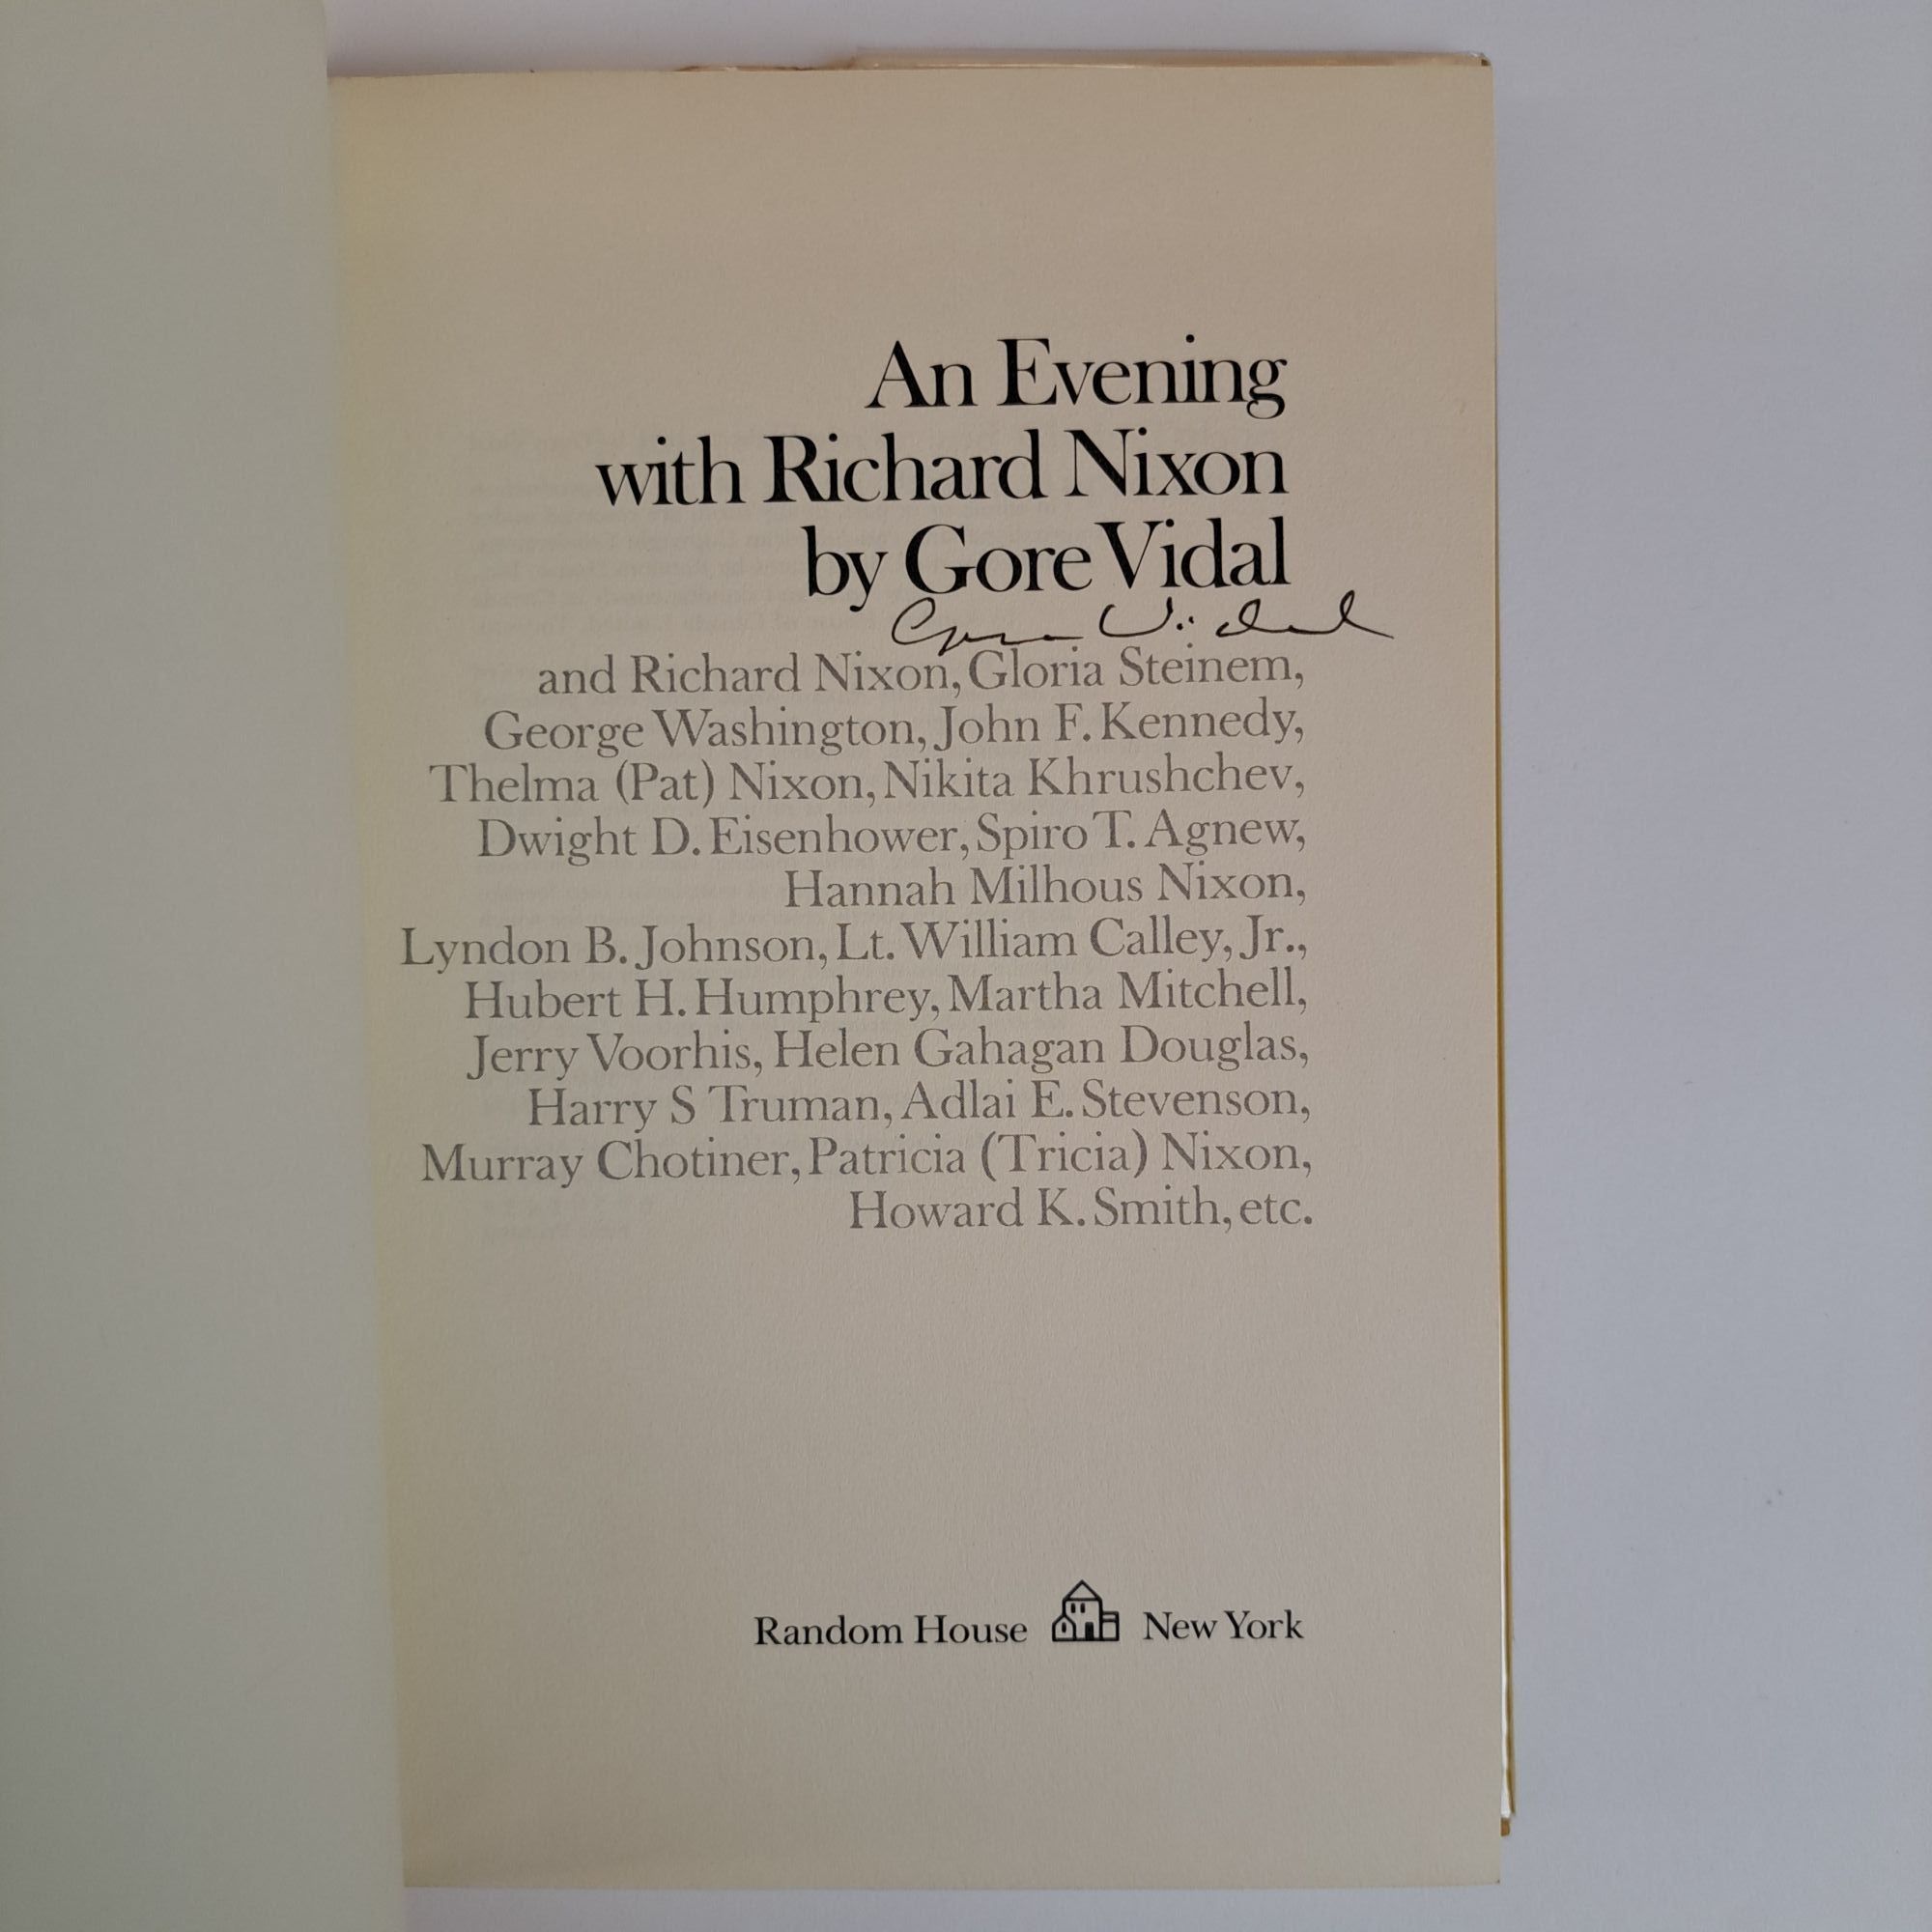 An Evening
with Richard Nixon
by Gore Vidal
Gore Vidal
and Richard Nixon, Gloria Steinem,
George Washington, John F. Kennedy,
Thelma (Pat) Nixon, Nikita Khrushchev,
Dwight D. Eisenhower, Spiro T. Agnew,
Hannah Milhous Nixon,
Lyndon B. Johnson, Lt. William Calley, Jr.,
Hubert H. Humphrey, Martha Mitchell,
Jerry Voorhis, Helen Gahagan Douglas,
Harry S Truman, Adlai E. Stevenson,
Murray Chotiner, Patricia (Tricia) Nixon,
Howard K. Smith, etc.
Random House New York